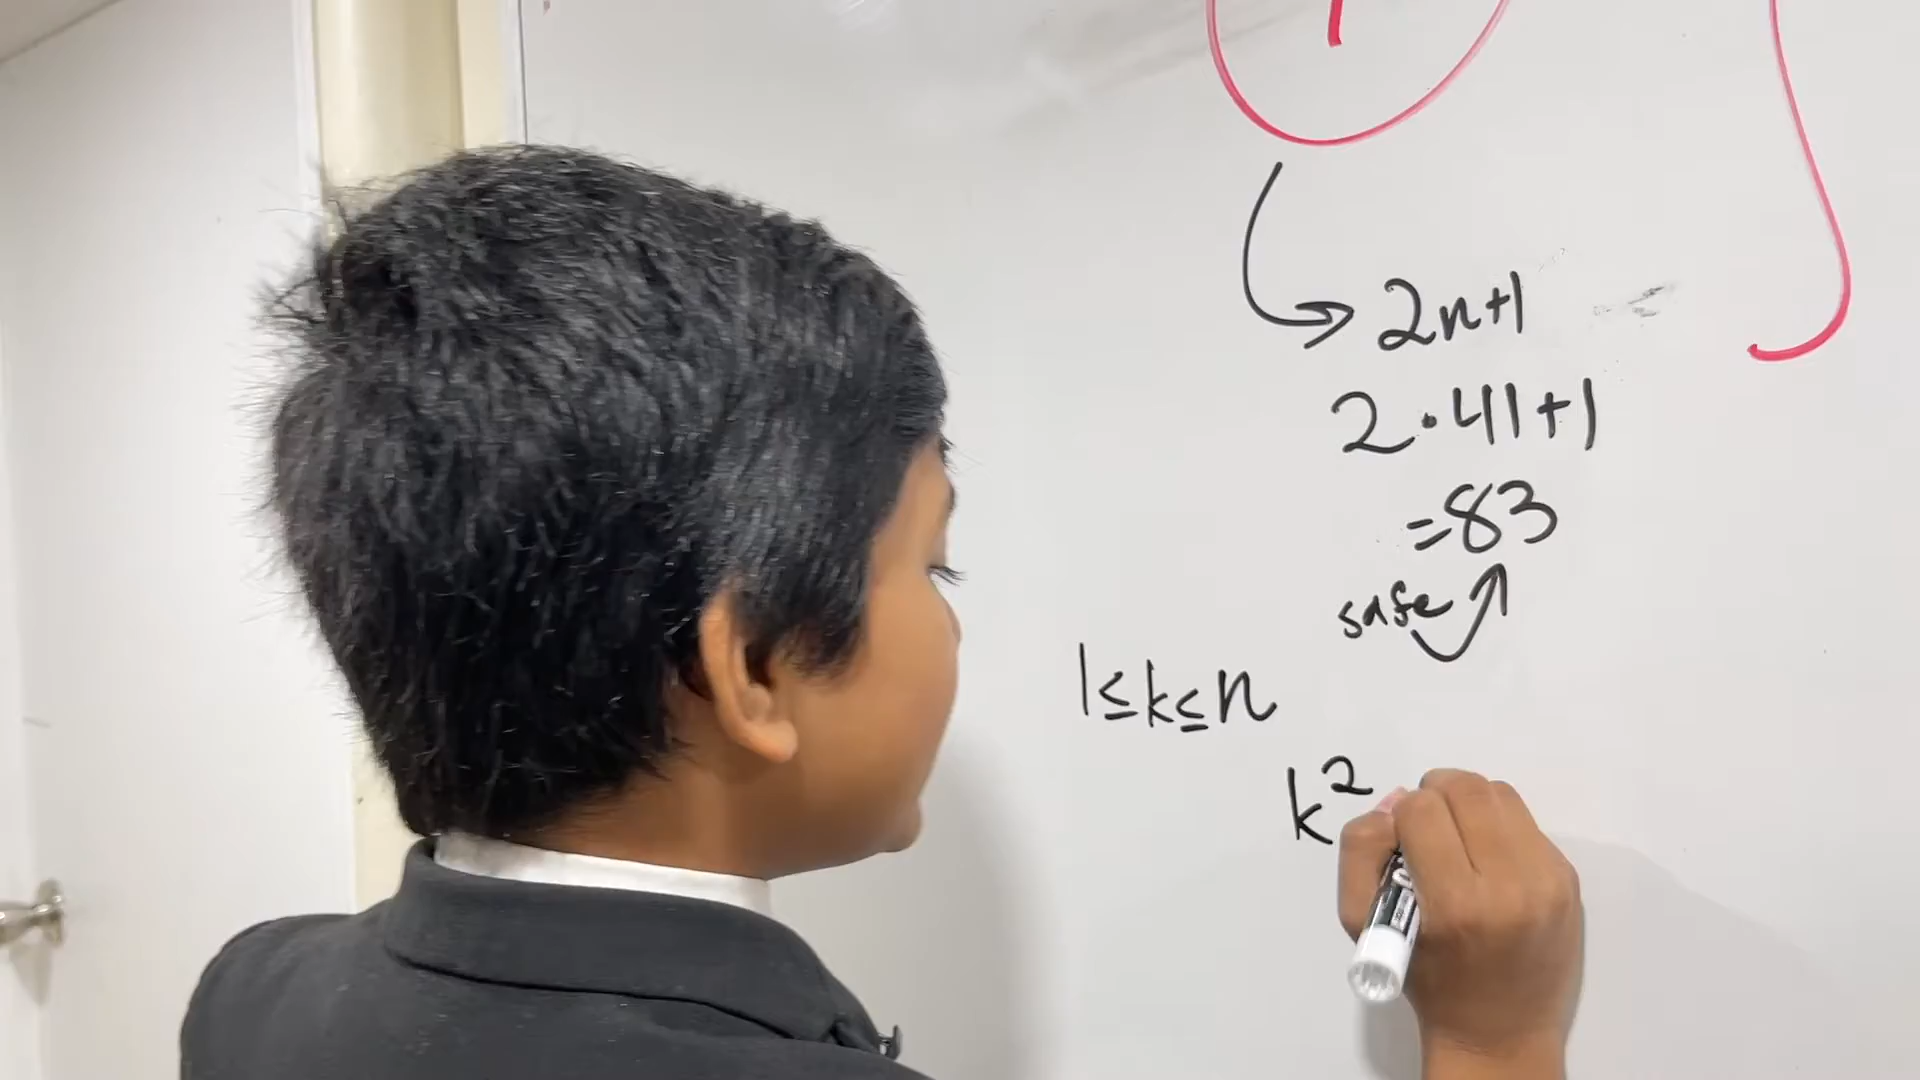 2n+1
2·41+1
=83
safe
1≤k≤n
k²